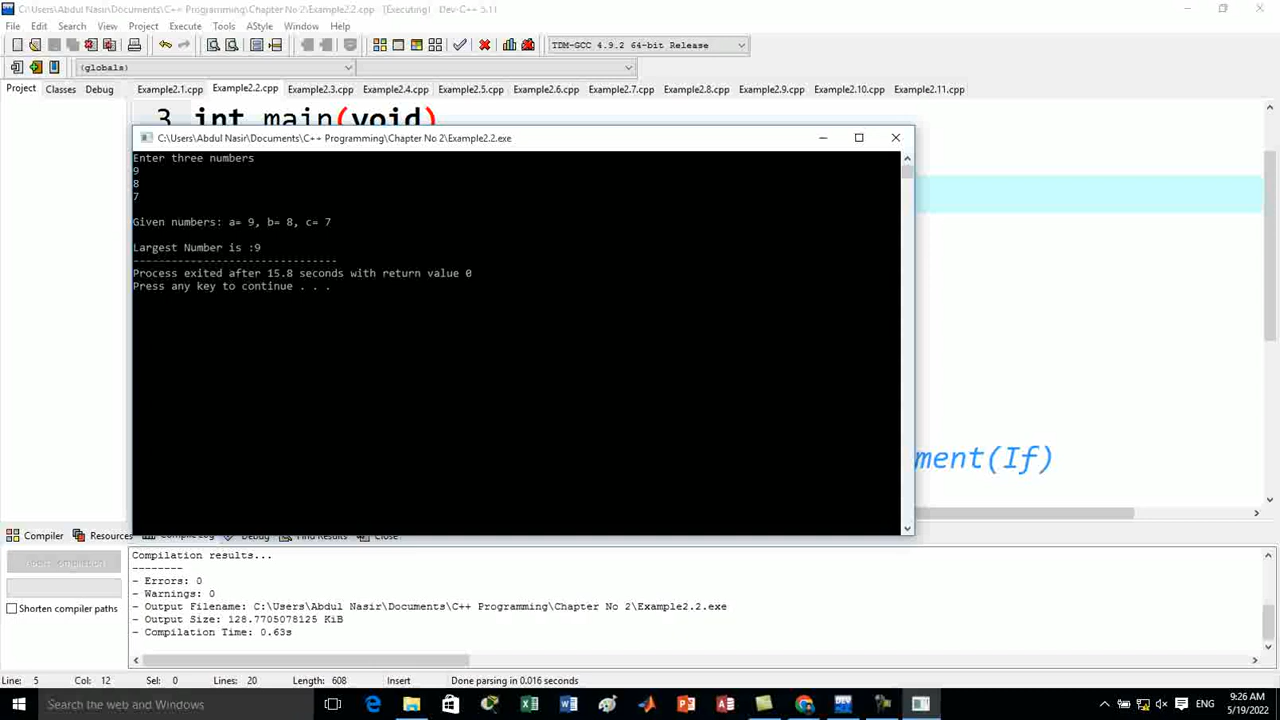 C:\Users\Abdul Nasir\Documents\C++ Programming\Chapter No 2\Example2.2.cpp - [Executing] - Dev-C++ 5.11
File Edit Search View Project Execute Tools AStyle Window Help
TDM-GCC 4.9.2 64-bit Release
(globals)
Project Classes Debug Example2.1.cpp Example2.2.cpp Example2.3.cpp Example2.4.cpp Example2.5.cpp Example2.6.cpp Example2.7.cpp Example2.8.cpp Example2.9.cpp Example2.10.cpp Example2.11.cpp
3 int main(void)
C:\Users\Abdul Nasir\Documents\C++ Programming\Chapter No 2\Example2.2.exe
Enter three numbers
9
8
7
Given numbers: a= 9, b= 8, c= 7
Largest Number is :9
--------------------------------
Process exited after 15.8 seconds with return value 0
Press any key to continue . . .
ment(If)
Compiler Resources Compile Log Debug Find Results Close
Abort Compilation
Shorten compiler paths
Compilation results...
--------
- Errors: 0
- Warnings: 0
- Output Filename: C:\Users\Abdul Nasir\Documents\C++ Programming\Chapter No 2\Example2.2.exe
- Output Size: 128.7705078125 KiB
- Compilation Time: 0.63s
Line: 5 Col: 12 Sel: 0 Lines: 20 Length: 608 Insert Done parsing in 0.016 seconds
Search the web and Windows
ENG
9:26 AM
5/19/2022